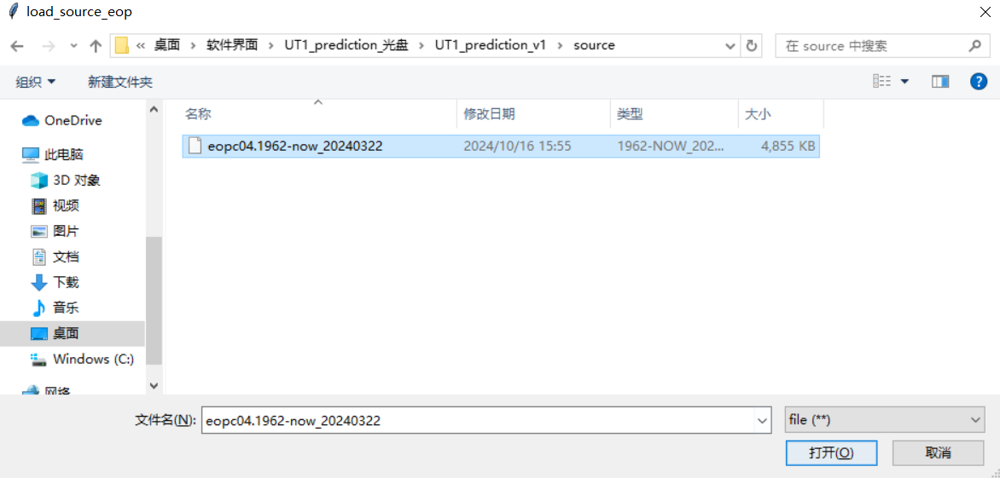 load_source_eop
« 桌面 › 软件界面 › UT1_prediction_光盘 › UT1_prediction_v1 › source
在 source 中搜索
组织 新建文件夹
OneDrive
此电脑
3D 对象
视频
图片
文档
下载
音乐
桌面
Windows (C:)
网络
名称 修改日期 类型 大小
eopc04.1962-now_20240322 2024/10/16 15:55 1962-NOW_202... 4,855 KB
文件名(N): eopc04.1962-now_20240322 file (**)
打开(O) 取消